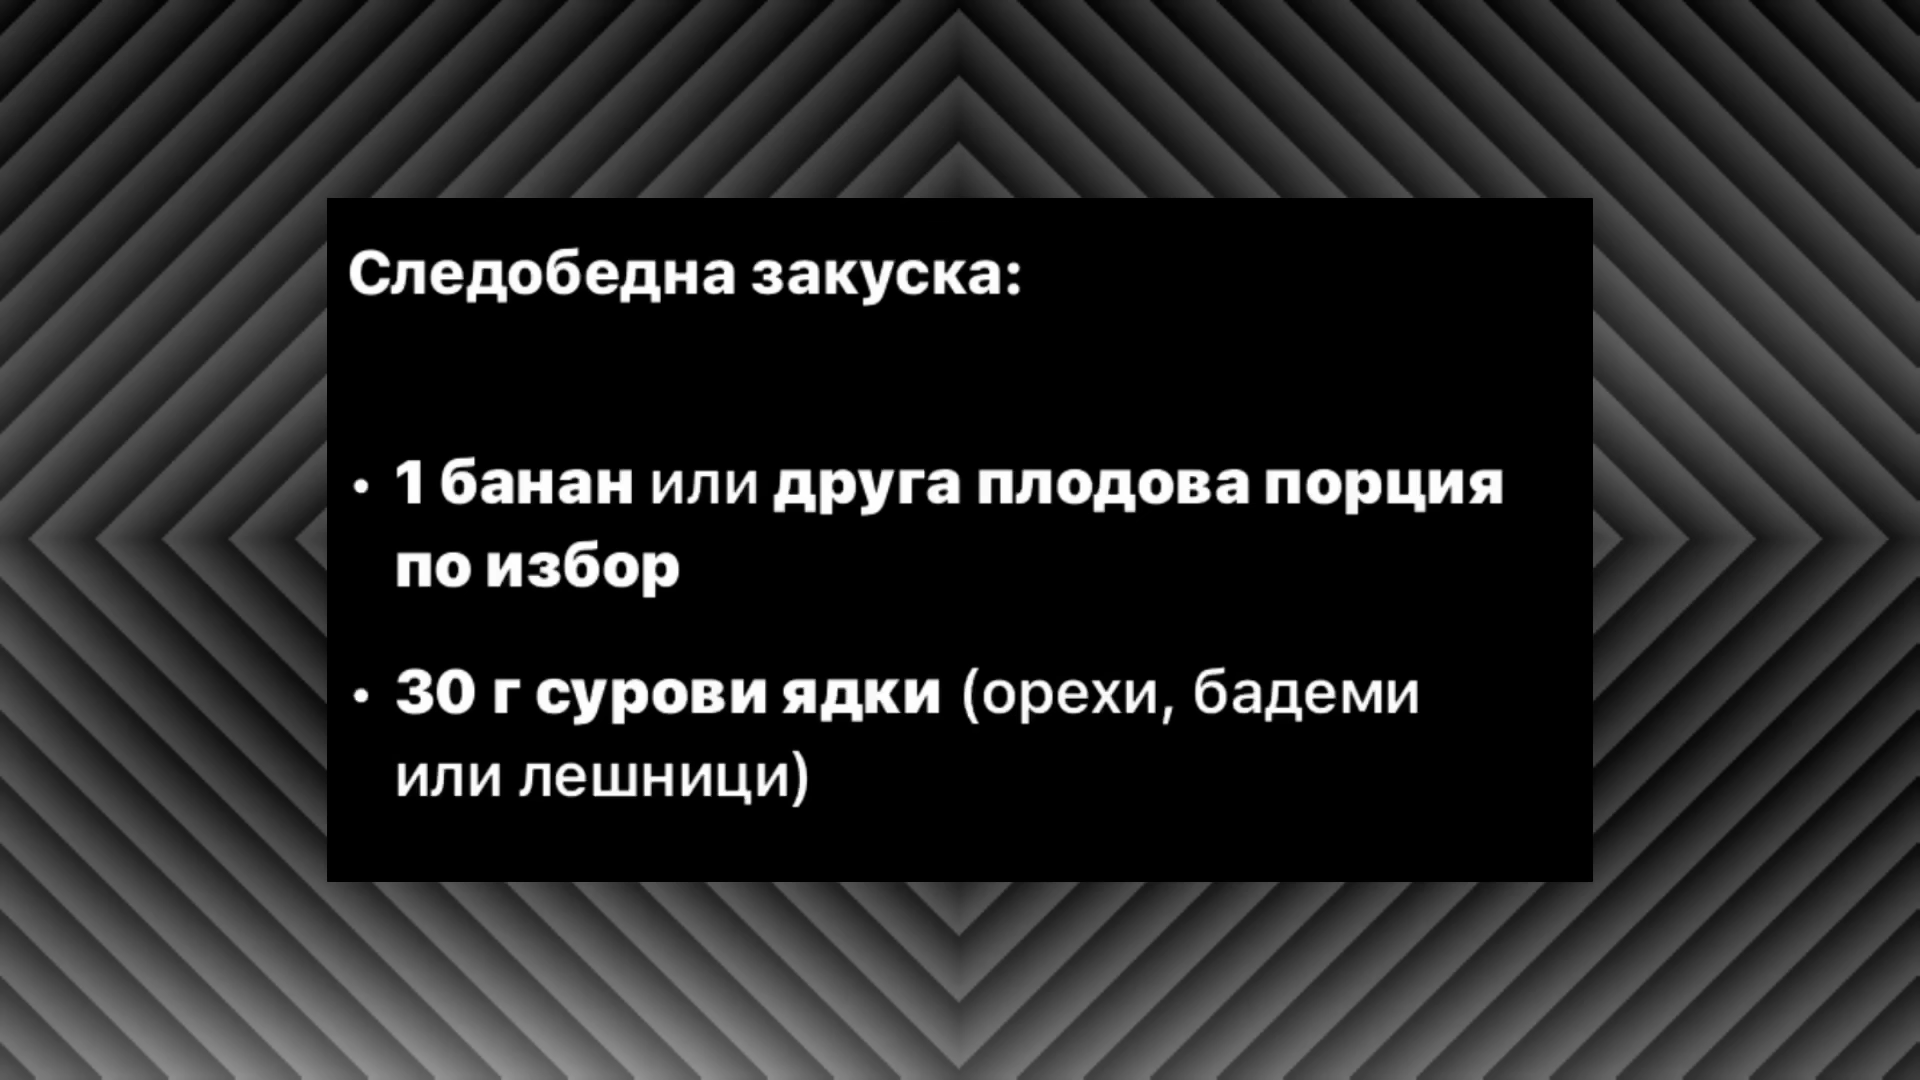 Следобедна закуска:
• 1 банан или друга плодова порция
по избор
• 30 г сурови ядки (орехи, бадеми
или лешници)